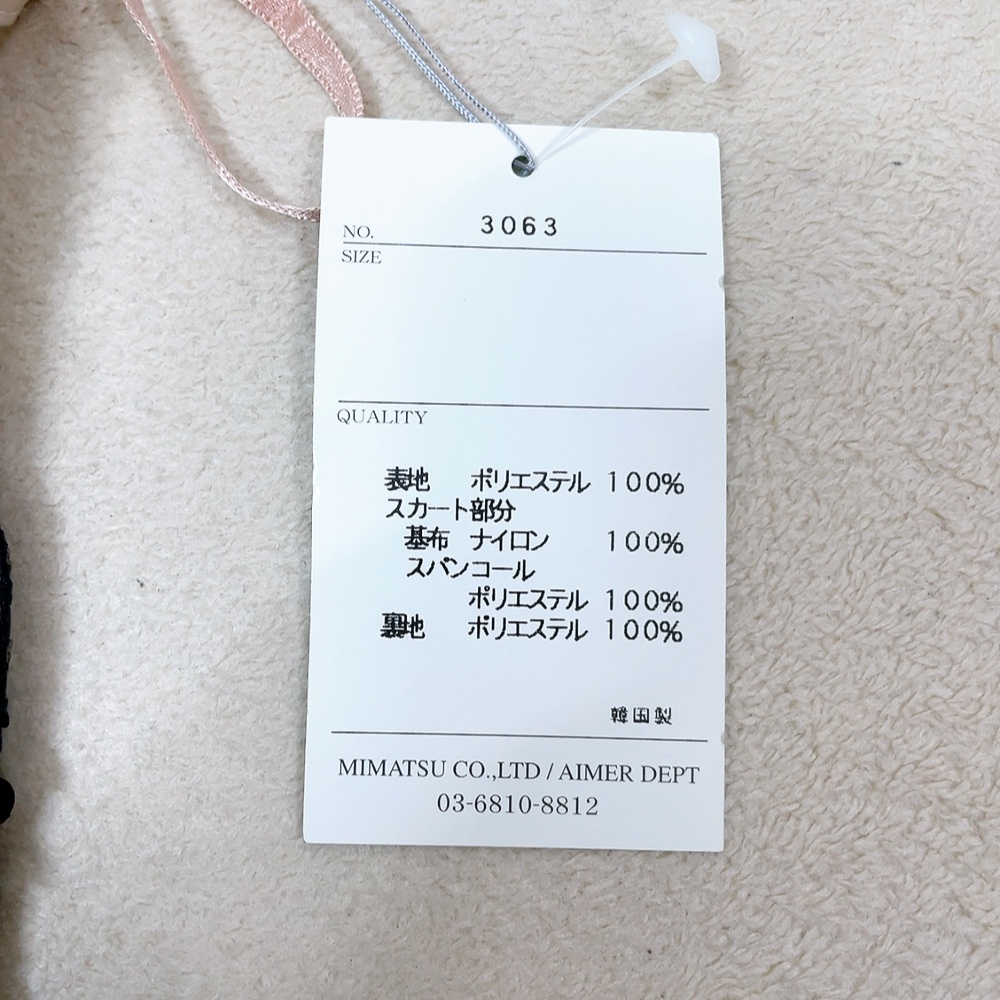 NO. 3063
SIZE
QUALITY
表地 ポリエステル 100%
スカート部分
基布 ナイロン 100%
スパンコール
ポリエステル 100%
裏地 ポリエステル 100%
韓国製
MIMATSU CO.,LTD / AIMER DEPT
03-6810-8812